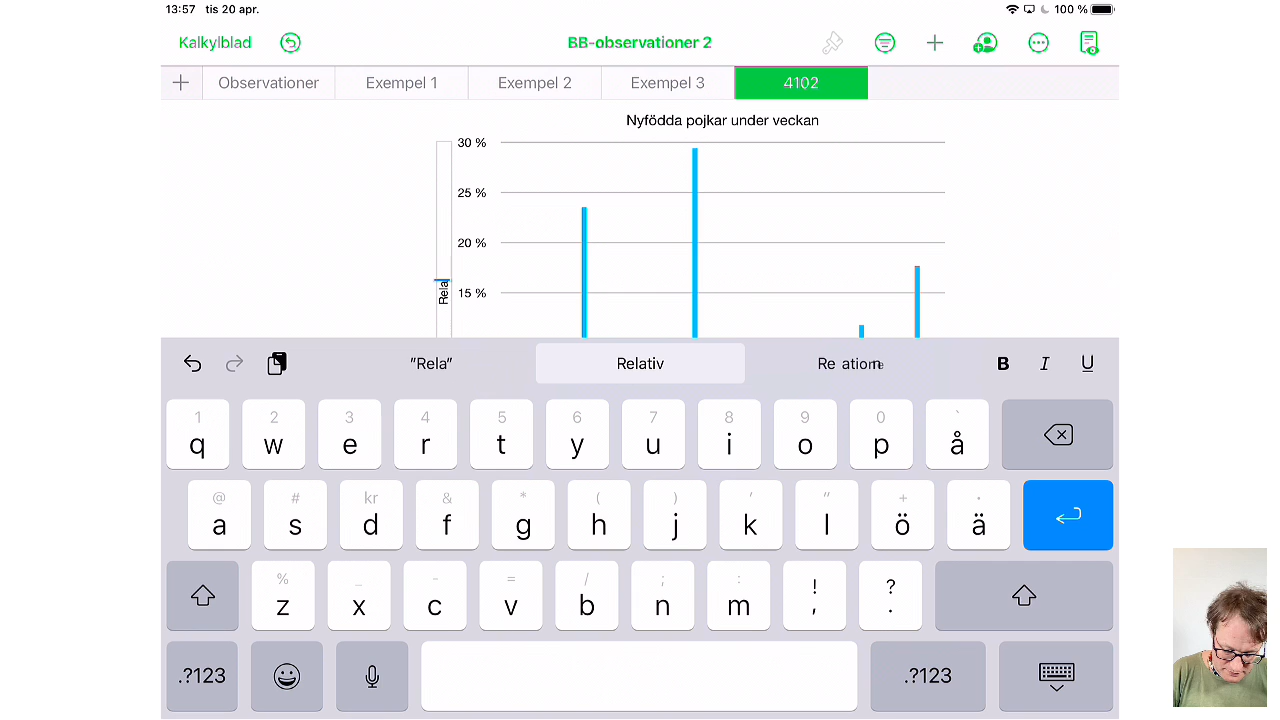 13:57 tis 20 apr.
100 %
Kalkylblad
BB-observationer 2
Observationer
Exempel 1
Exempel 2
Exempel 3
4102
Nyfödda pojkar under veckan
30 %
25 %
20 %
15 %
Rela
"Rela"
Relativ
B I U
1 2 3 4 5 6 7 8 9 0 `
q w e r t y u i o p å
@ # kr & * ( ) ' " +
a s d f g h j k l ö ä
% _ - = / ; : ! ?
z x c v b n m , .
.?123
.?123